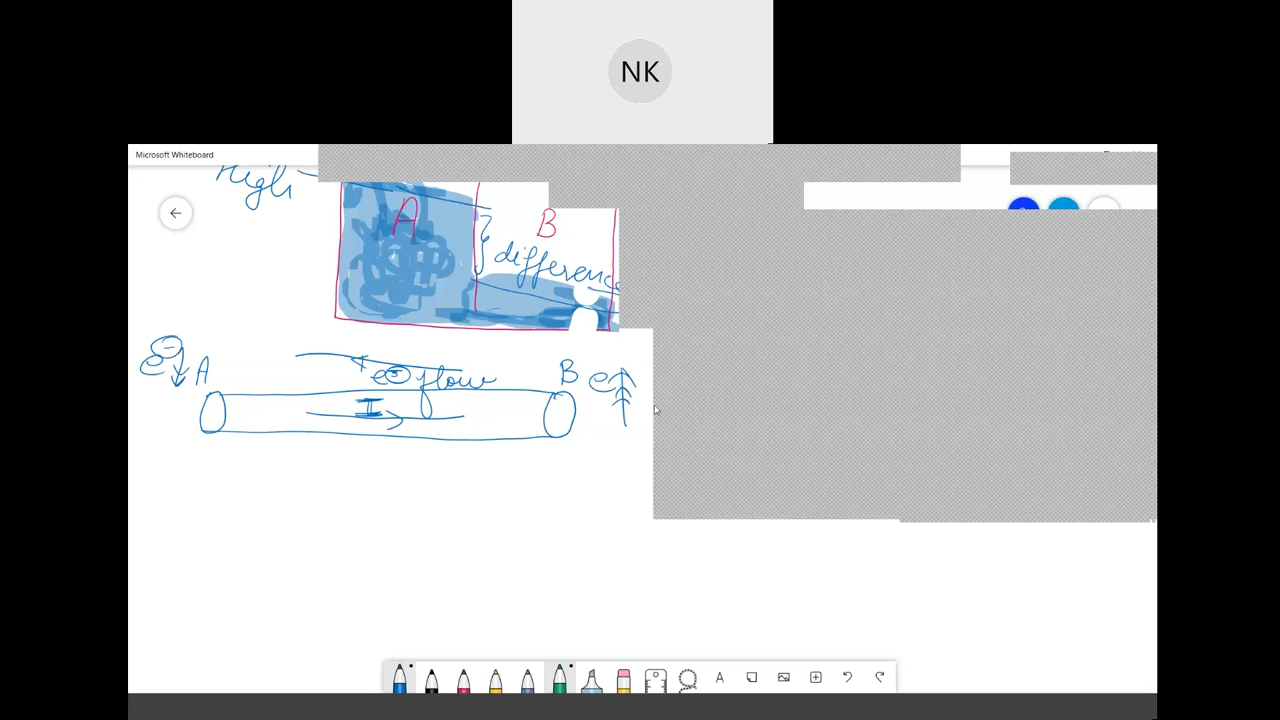 NK
Microsoft Whiteboard
High
A
B
difference
e⊖ A
e⊖ flow
B e
I
A